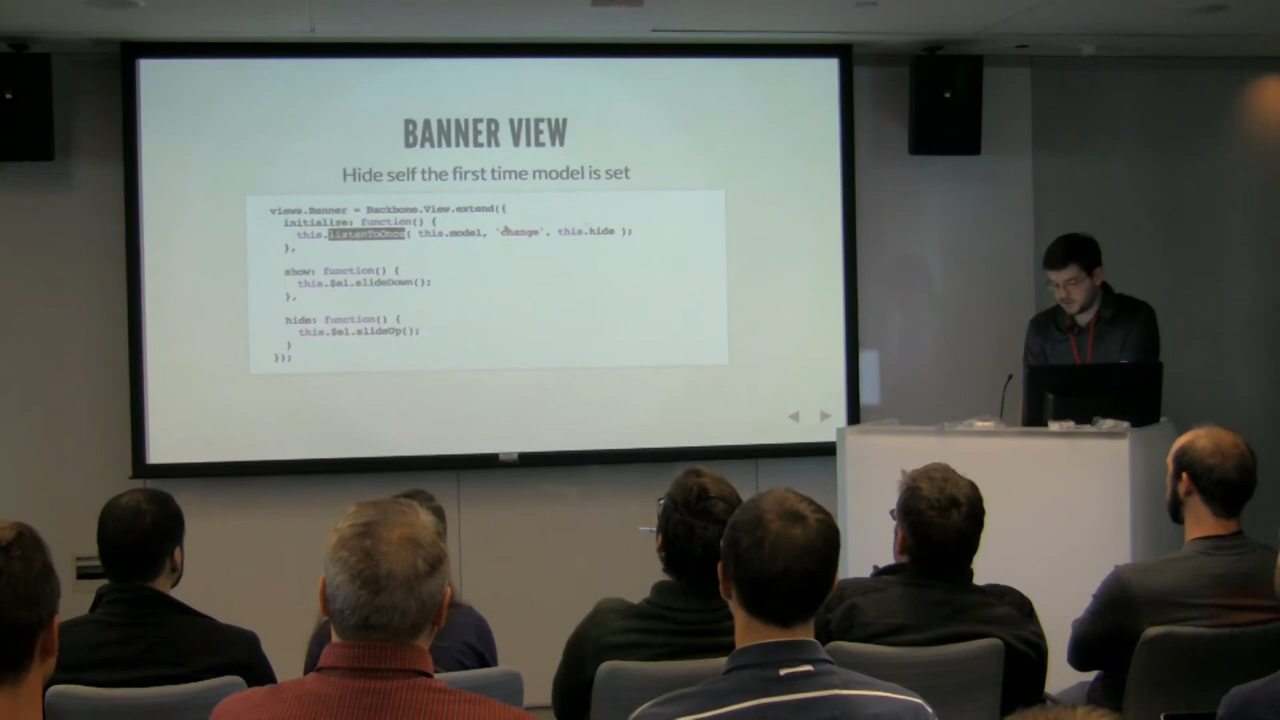 BANNER VIEW
Hide self the first time model is set
views.Banner = Backbone.View.extend({
initialize: function() {
this.listenToOnce( this.model, 'change', this.hide );
},
show: function() {
this.$el.slideDown();
},
hide: function() {
this.$el.slideUp();
}
});